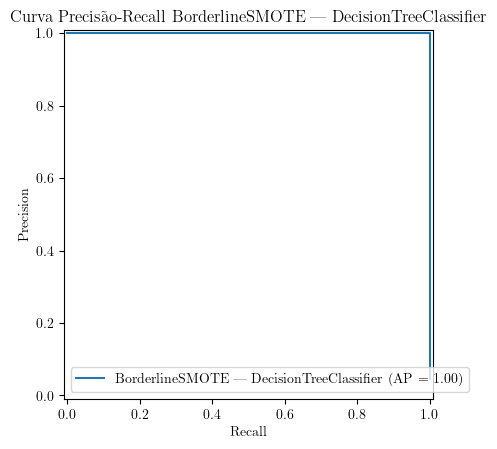 Curva Precisão-Recall BorderlineSMOTE — DecisionTreeClassifier
1.0
0.8
0.6
0.4
0.2
0.0
Precision
BorderlineSMOTE — DecisionTreeClassifier (AP = 1.00)
0.0 0.2 0.4 0.6 0.8 1.0
Recall